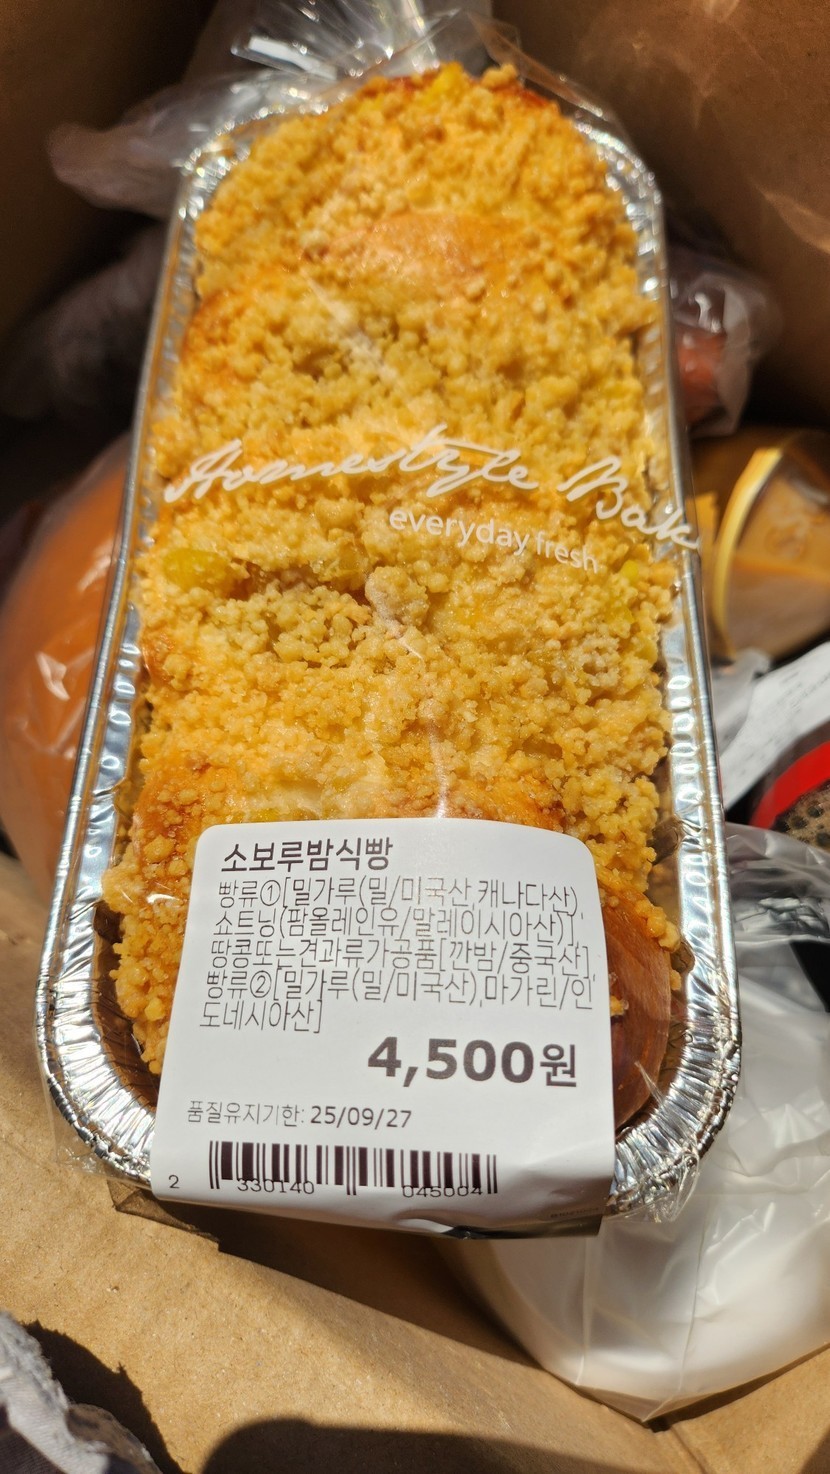 Homestyle Bak
everyday fresh
소보루밤식빵
빵류①[밀가루(밀/미국산,캐나다산),
쇼트닝(팜올레인유/말레이시아산)],
땅콩또는견과류가공품[깐밤/중국산],
빵류②[밀가루(밀/미국산),마가린/인
도네시아산]
4,500원
품질유지기한: 25/09/27
2 330140 045004